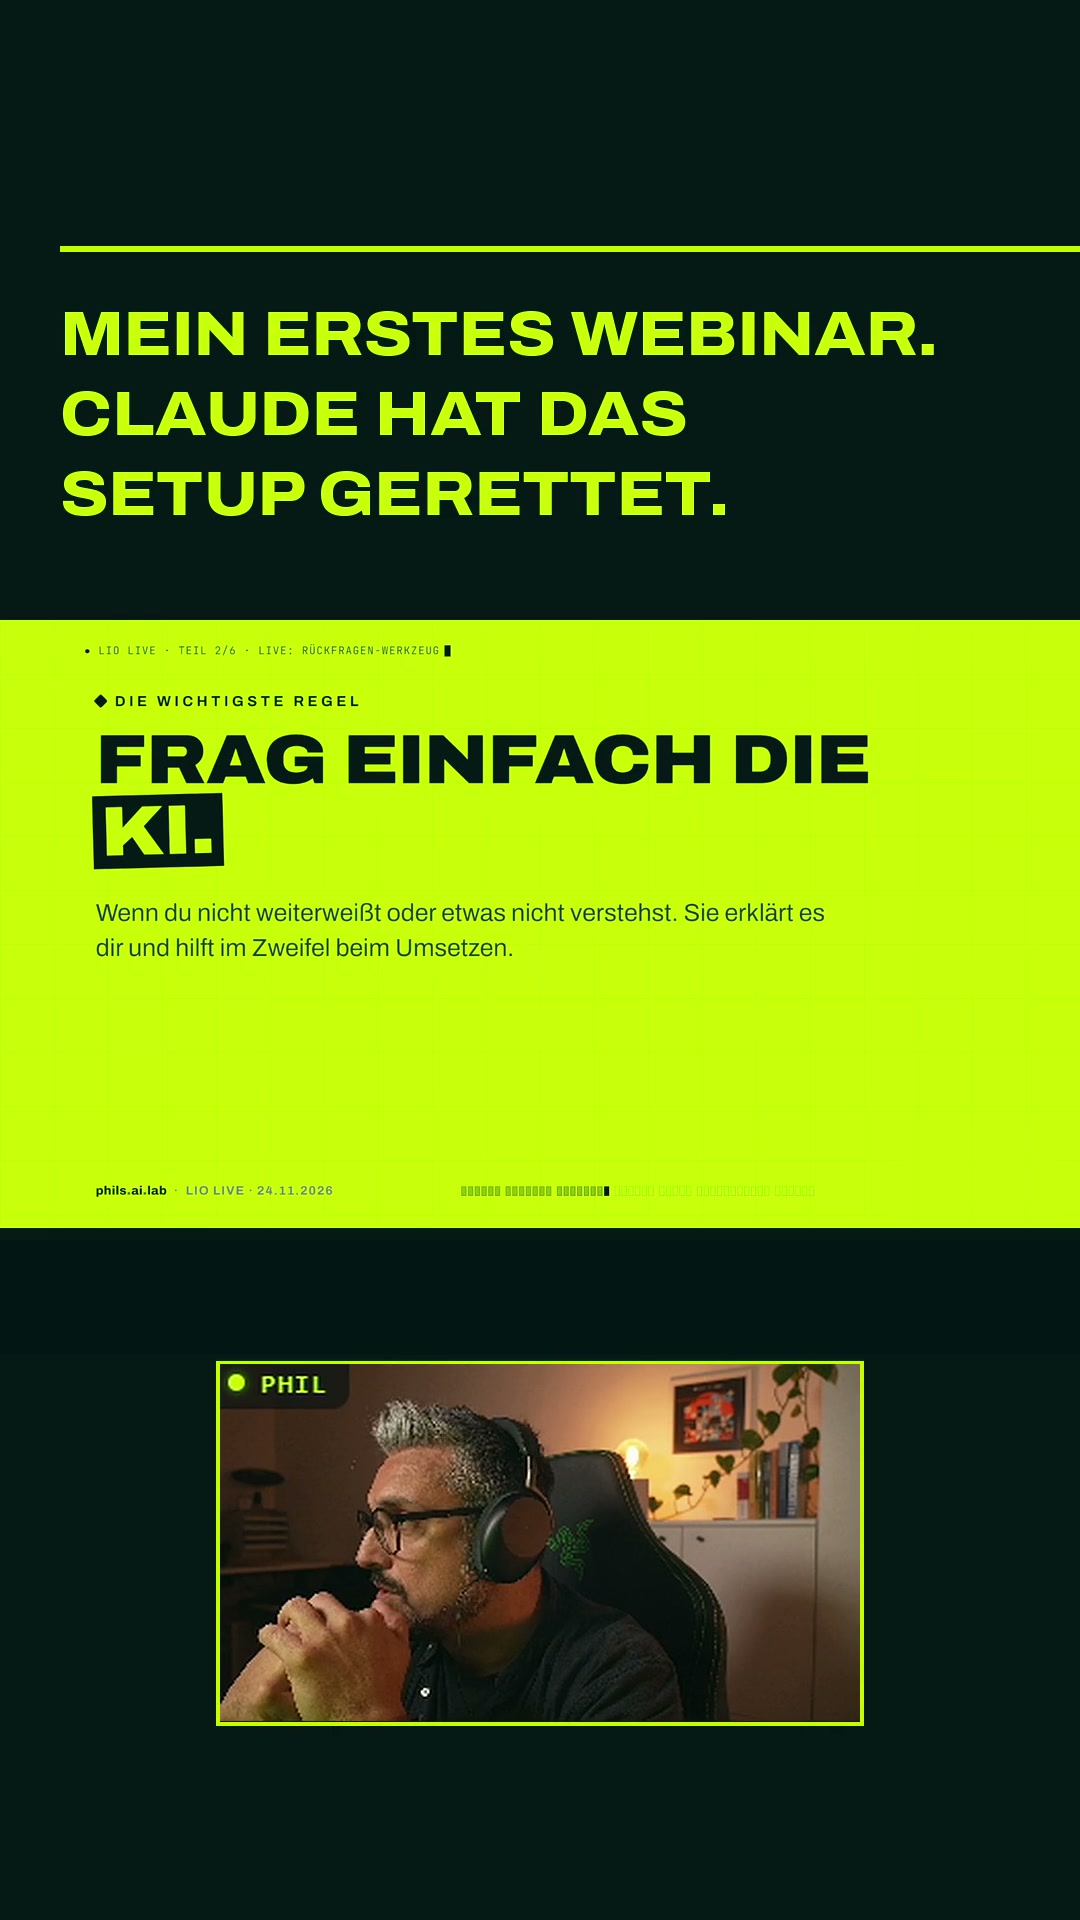 MEIN ERSTES WEBINAR.
CLAUDE HAT DAS
SETUP GERETTET.
• LIO LIVE · TEIL 2/6 · LIVE: RÜCKFRAGEN-WERKZEUG
◆ DIE WICHTIGSTE REGEL
FRAG EINFACH DIE
KI.
Wenn du nicht weiterweißt oder etwas nicht verstehst. Sie erklärt es
dir und hilft im Zweifel beim Umsetzen.
phils.ai.lab · LIO LIVE · 24.11.2026
PHIL